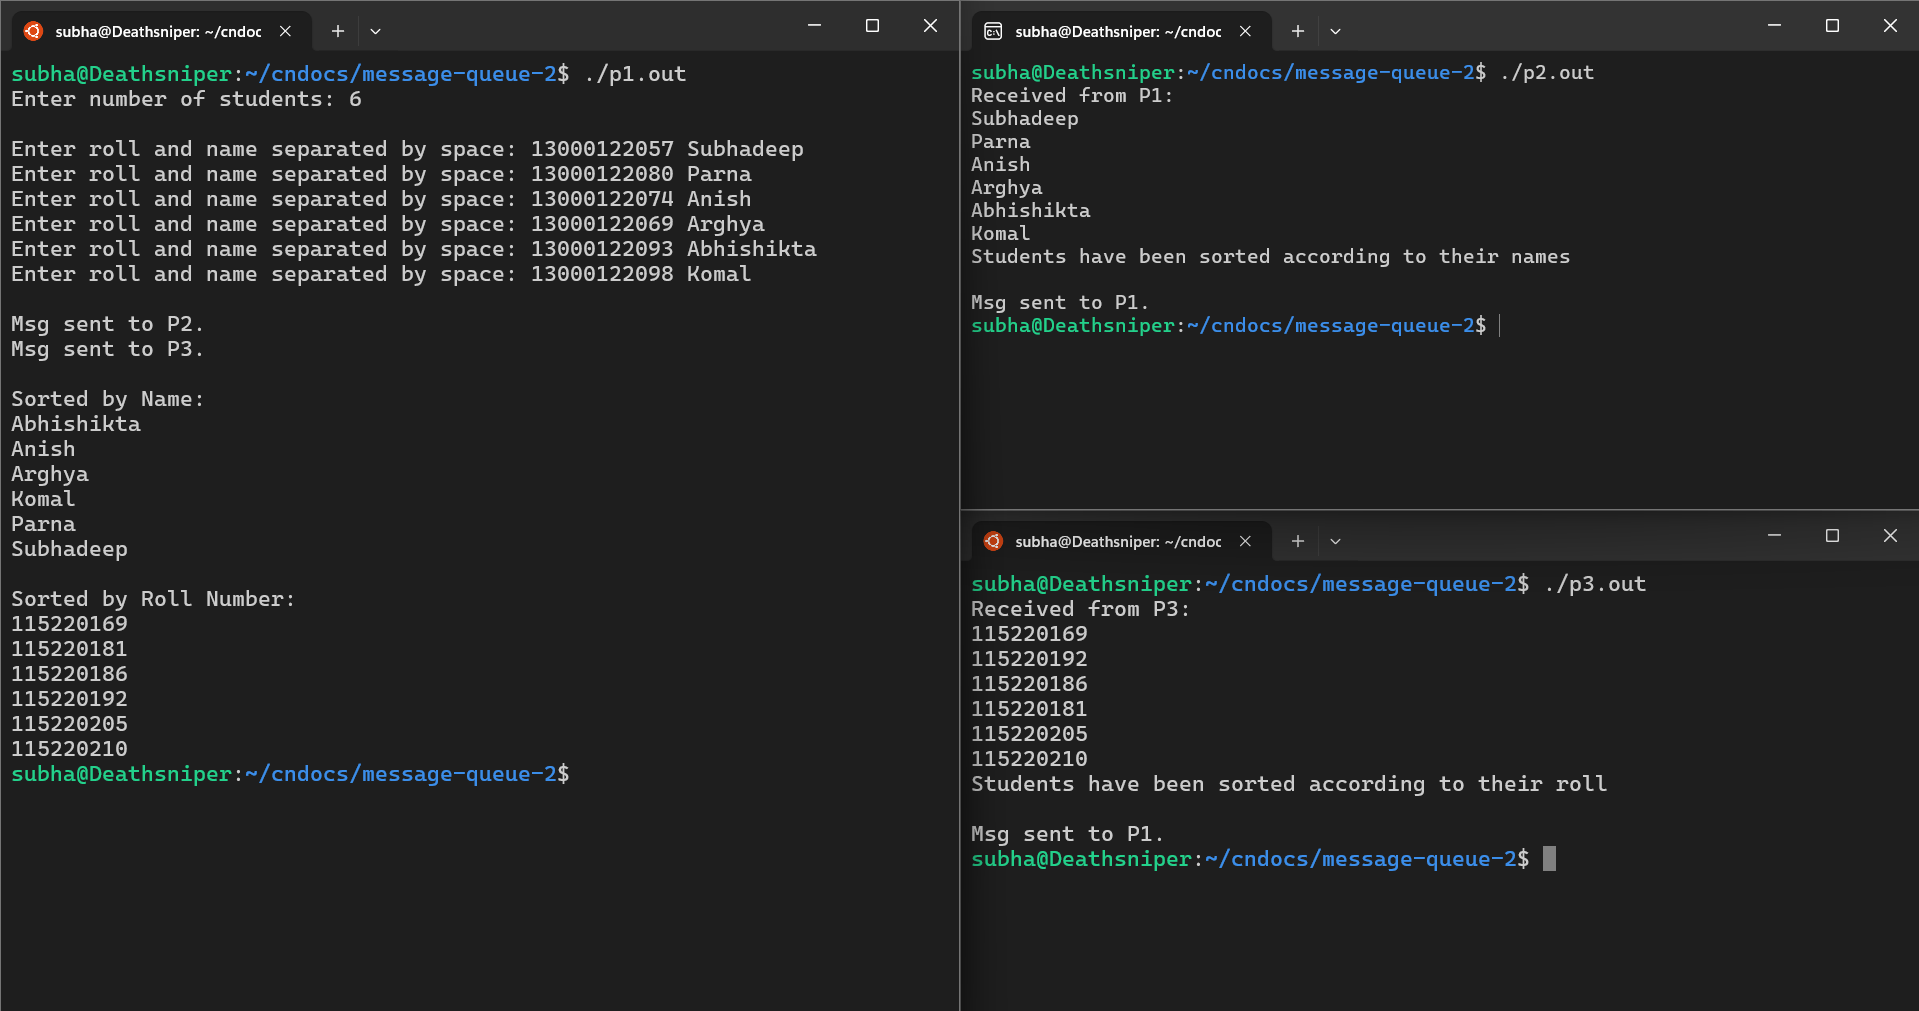 subha@Deathsniper: ~/cndoc
subha@Deathsniper:~/cndocs/message-queue-2$ ./p1.out
Enter number of students: 6
Enter roll and name separated by space: 13000122057 Subhadeep
Enter roll and name separated by space: 13000122080 Parna
Enter roll and name separated by space: 13000122074 Anish
Enter roll and name separated by space: 13000122069 Arghya
Enter roll and name separated by space: 13000122093 Abhishikta
Enter roll and name separated by space: 13000122098 Komal
Msg sent to P2.
Msg sent to P3.
Sorted by Name:
Abhishikta
Anish
Arghya
Komal
Parna
Subhadeep
Sorted by Roll Number:
115220169
115220181
115220186
115220192
115220205
115220210
subha@Deathsniper:~/cndocs/message-queue-2$
subha@Deathsniper: ~/cndoc
subha@Deathsniper:~/cndocs/message-queue-2$ ./p2.out
Received from P1:
Subhadeep
Parna
Anish
Arghya
Abhishikta
Komal
Students have been sorted according to their names
Msg sent to P1.
subha@Deathsniper:~/cndocs/message-queue-2$
subha@Deathsniper: ~/cndoc
subha@Deathsniper:~/cndocs/message-queue-2$ ./p3.out
Received from P3:
115220169
115220192
115220186
115220181
115220205
115220210
Students have been sorted according to their roll
Msg sent to P1.
subha@Deathsniper:~/cndocs/message-queue-2$